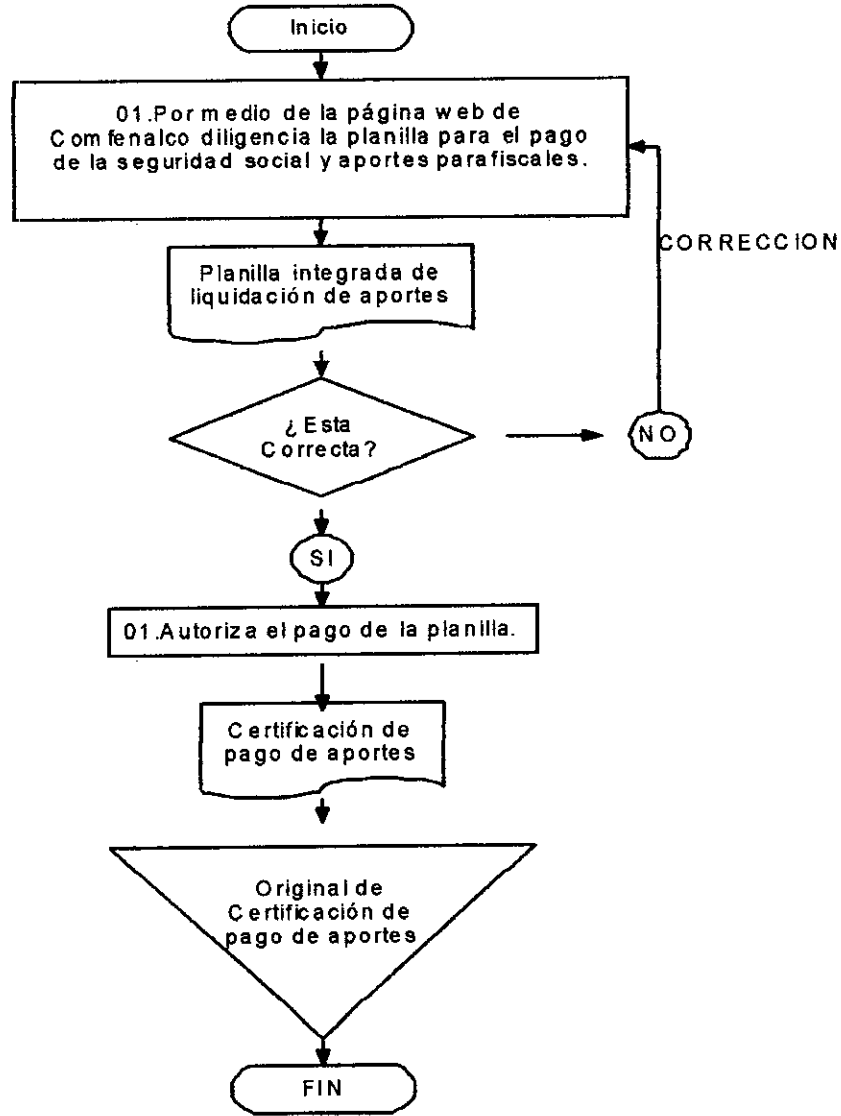 Inicio
01.Por medio de la página web de
Comfenalco diligencia la planilla para el pago
de la seguridad social y aportes parafiscales.
CORRECCION
Planilla integrada de
liquidación de aportes
¿Esta
Correcta?
NO
SI
01.Autoriza el pago de la planilla.
Certificación de
pago de aportes
Original de
Certificación de
pago de aportes
FIN